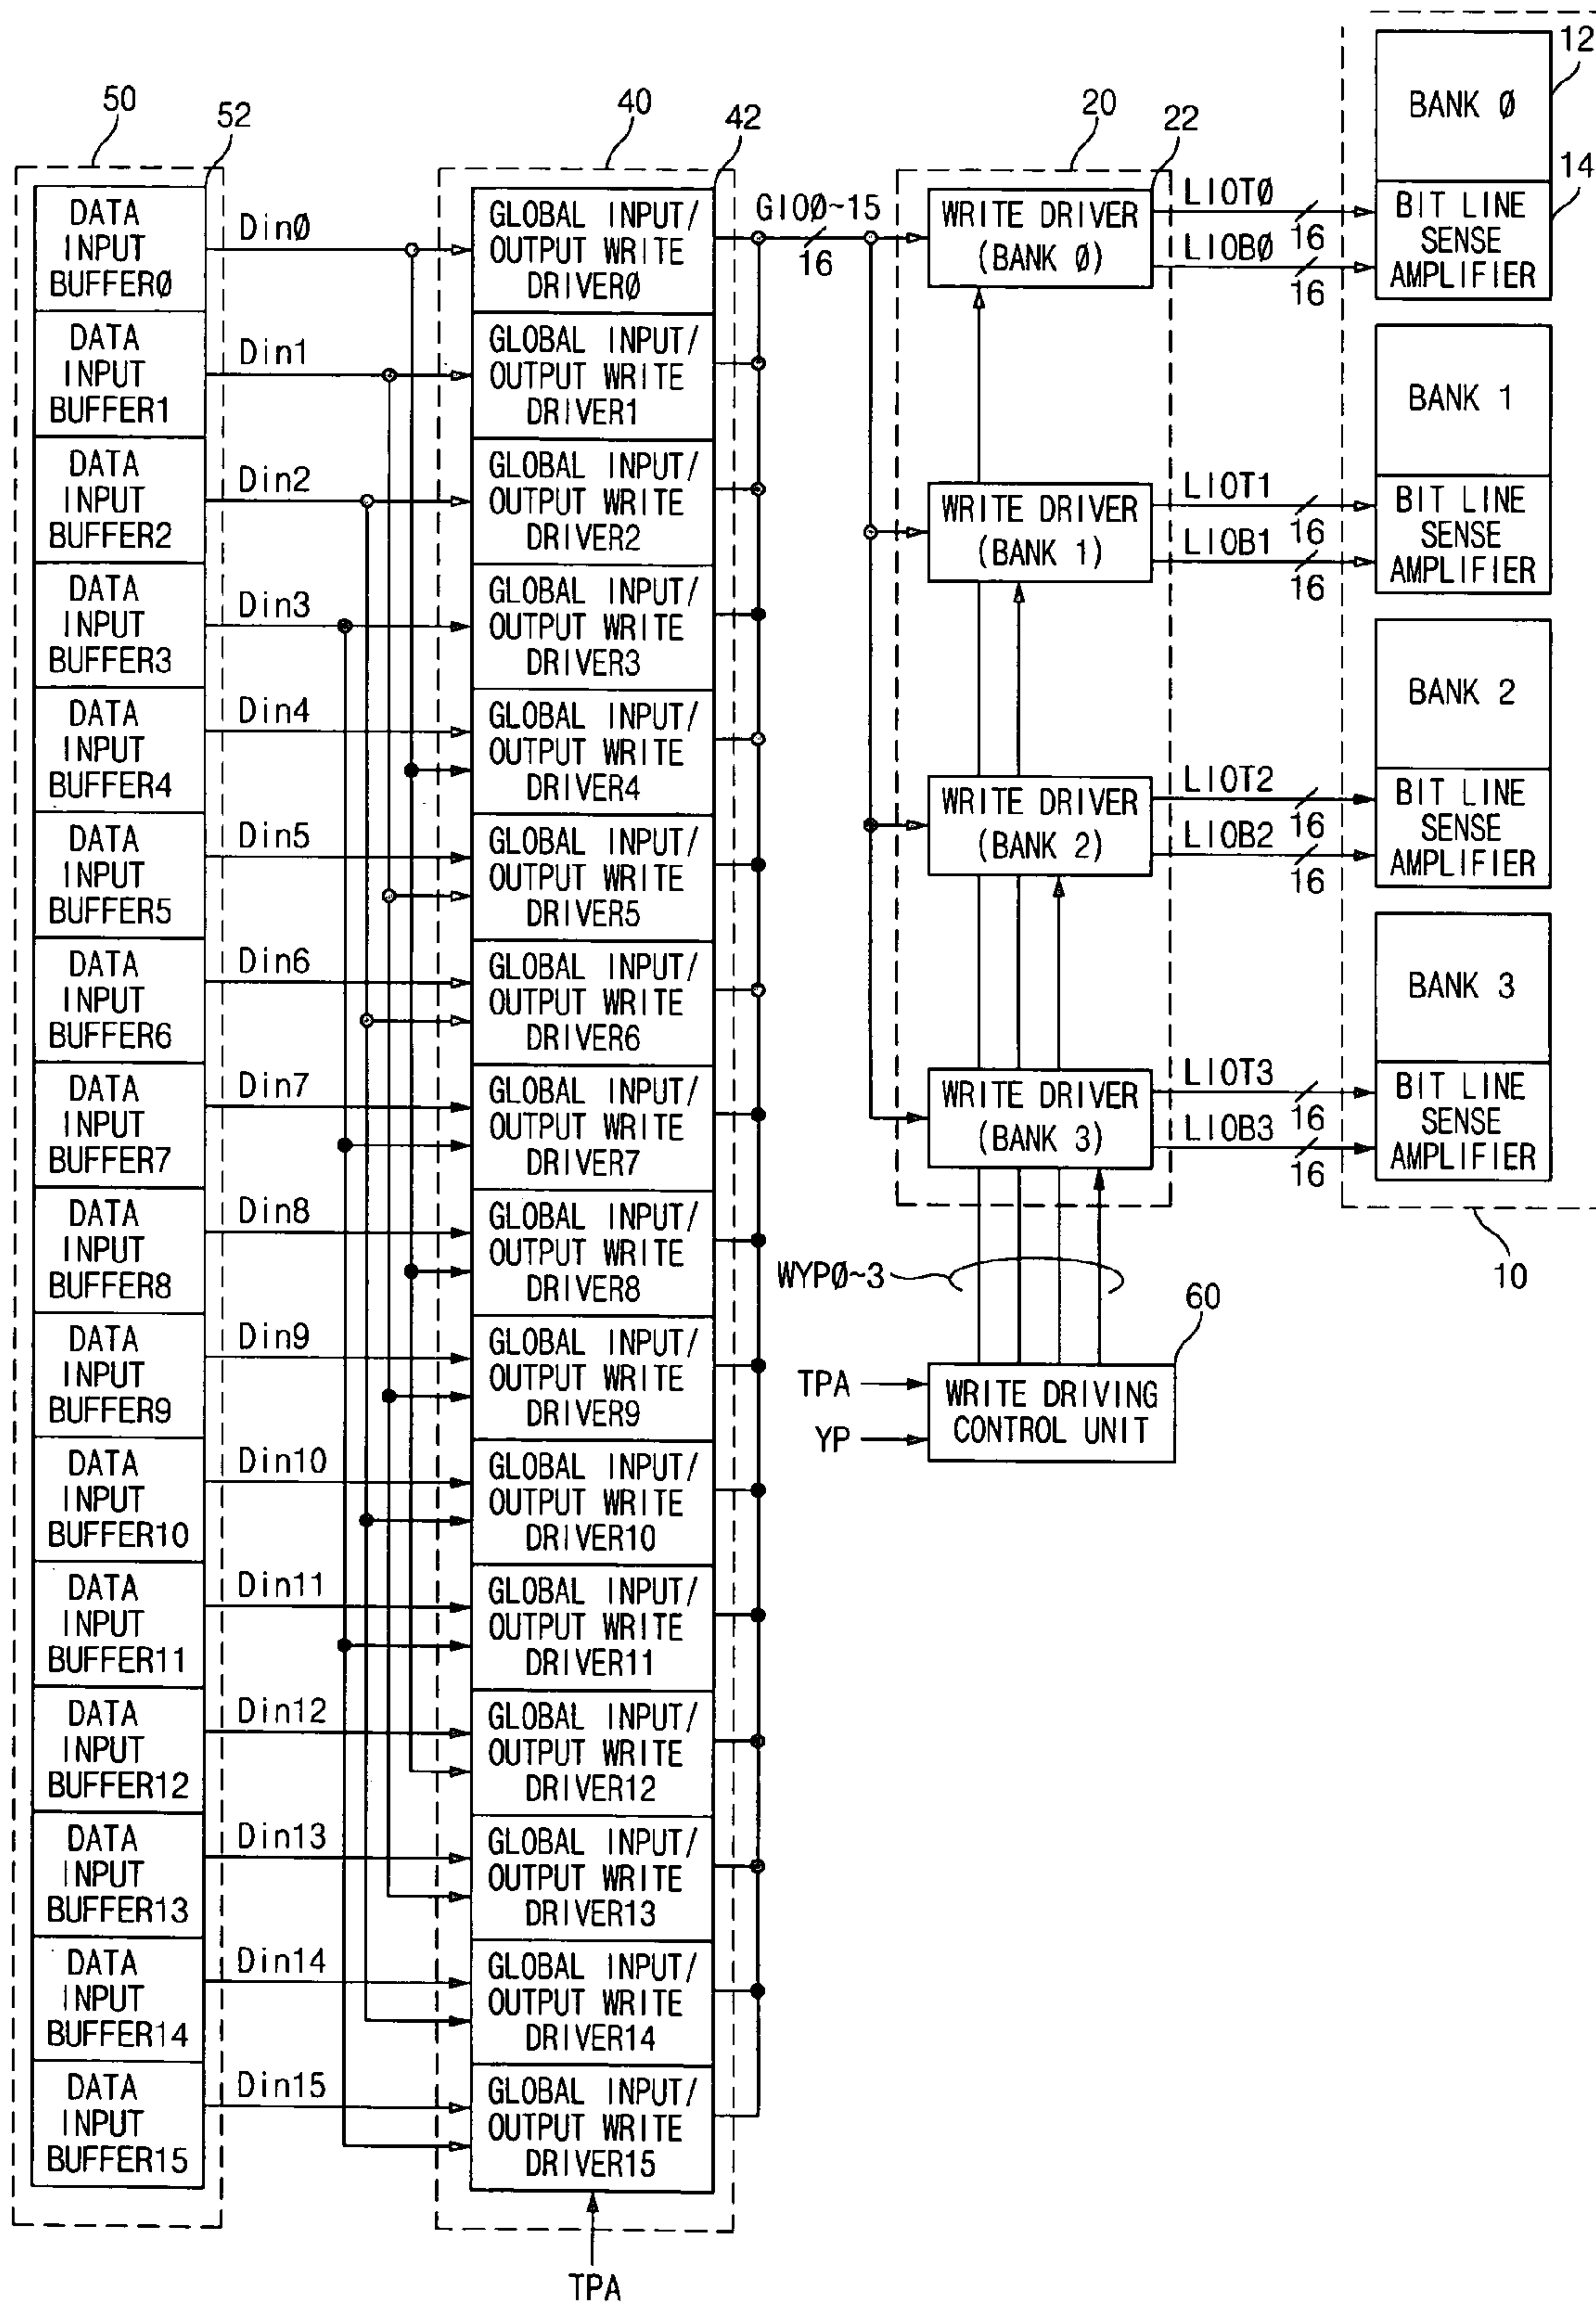 50
52
DATA
INPUT
BUFFERØ
DATA
INPUT
BUFFER1
DATA
INPUT
BUFFER2
DATA
INPUT
BUFFER3
DATA
INPUT
BUFFER4
DATA
INPUT
BUFFER5
DATA
INPUT
BUFFER6
DATA
INPUT
BUFFER7
DATA
INPUT
BUFFER8
DATA
INPUT
BUFFER9
DATA
INPUT
BUFFER10
DATA
INPUT
BUFFER11
DATA
INPUT
BUFFER12
DATA
INPUT
BUFFER13
DATA
INPUT
BUFFER14
DATA
INPUT
BUFFER15
DinØ
Din1
Din2
Din3
Din4
Din5
Din6
Din7
Din8
Din9
Din10
Din11
Din12
Din13
Din14
Din15
40
42
GLOBAL INPUT/
OUTPUT WRITE
DRIVERØ
GLOBAL INPUT/
OUTPUT WRITE
DRIVER1
GLOBAL INPUT/
OUTPUT WRITE
DRIVER2
GLOBAL INPUT/
OUTPUT WRITE
DRIVER3
GLOBAL INPUT/
OUTPUT WRITE
DRIVER4
GLOBAL INPUT/
OUTPUT WRITE
DRIVER5
GLOBAL INPUT/
OUTPUT WRITE
DRIVER6
GLOBAL INPUT/
OUTPUT WRITE
DRIVER7
GLOBAL INPUT/
OUTPUT WRITE
DRIVER8
GLOBAL INPUT/
OUTPUT WRITE
DRIVER9
GLOBAL INPUT/
OUTPUT WRITE
DRIVER10
GLOBAL INPUT/
OUTPUT WRITE
DRIVER11
GLOBAL INPUT/
OUTPUT WRITE
DRIVER12
GLOBAL INPUT/
OUTPUT WRITE
DRIVER13
GLOBAL INPUT/
OUTPUT WRITE
DRIVER14
GLOBAL INPUT/
OUTPUT WRITE
DRIVER15
TPA
GIOØ~15
16
20
22
WRITE DRIVER
(BANK Ø)
WRITE DRIVER
(BANK 1)
WRITE DRIVER
(BANK 2)
WRITE DRIVER
(BANK 3)
WYPØ~3
60
TPA
YP
WRITE DRIVING
CONTROL UNIT
LIOTØ
16
LIOBØ
16
LIOT1
16
LIOB1
16
LIOT2
16
LIOB2
16
LIOT3
16
LIOB3
16
12
BANK Ø
14
BIT LINE
SENSE
AMPLIFIER
BANK 1
BIT LINE
SENSE
AMPLIFIER
BANK 2
BIT LINE
SENSE
AMPLIFIER
BANK 3
BIT LINE
SENSE
AMPLIFIER
10